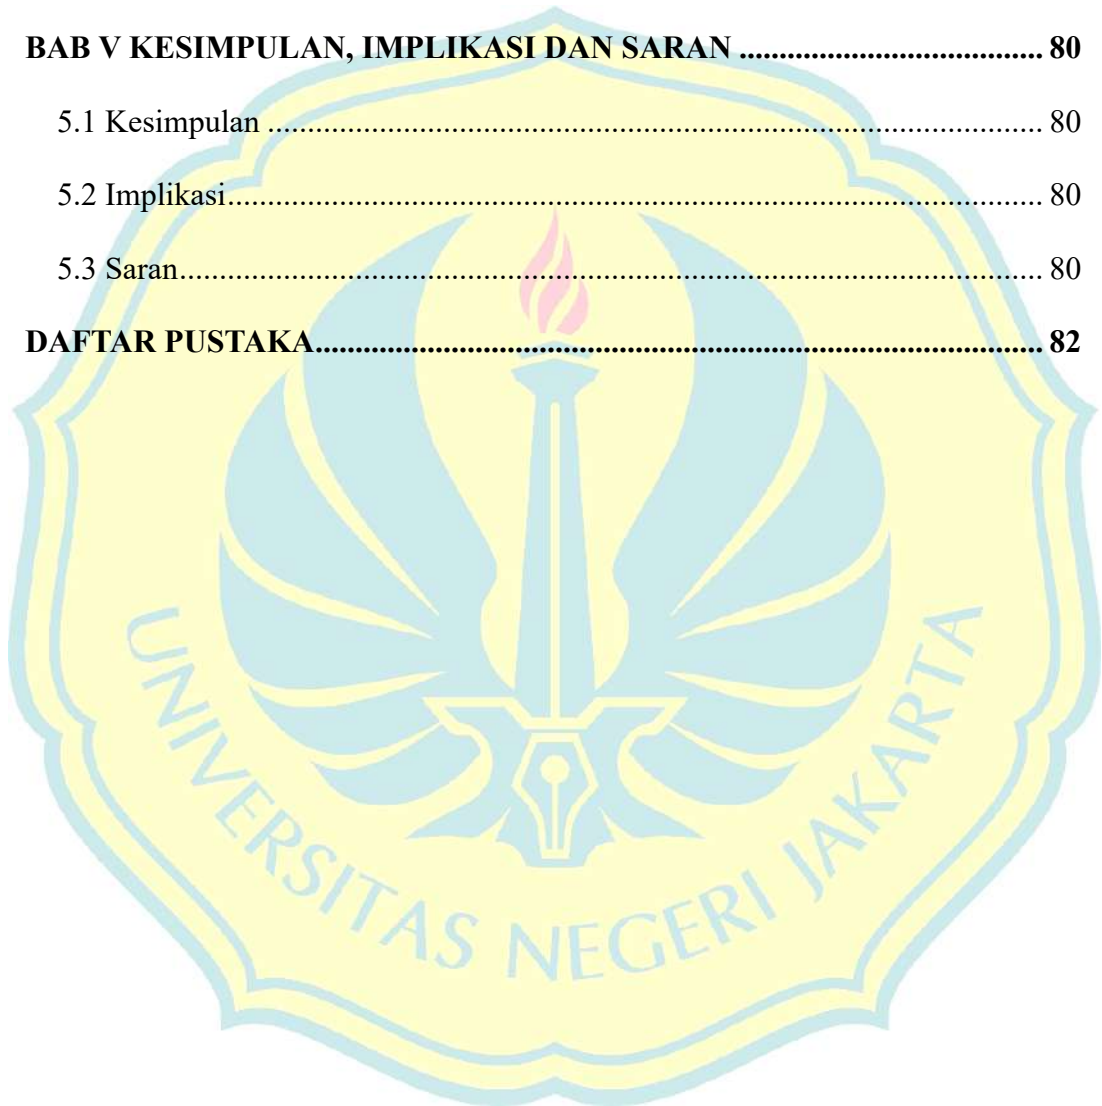 BAB V KESIMPULAN, IMPLIKASI DAN SARAN ...................................... 80
5.1 Kesimpulan ................................................................................................. 80
5.2 Implikasi...................................................................................................... 80
5.3 Saran............................................................................................................ 80
DAFTAR PUSTAKA.......................................................................................... 82
UNIVERSITAS NEGERI JAKARTA